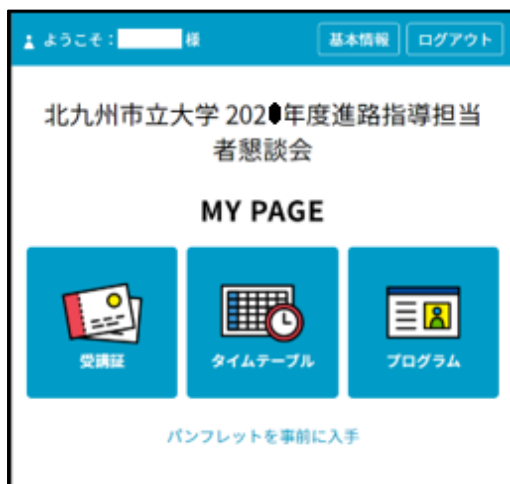 ようこそ： 様
基本情報
ログアウト
北九州市立大学 202 年度進路指導担当
者懇談会
MY PAGE
受講証
タイムテーブル
プログラム
パンフレットを事前に入手